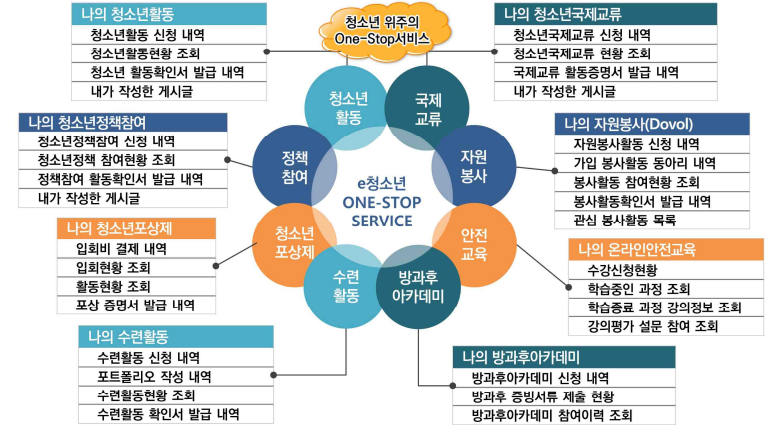 청소년 위주의
One-Stop서비스
나의 청소년활동
청소년활동 신청 내역
청소년활동현황 조회
청소년 활동확인서 발급 내역
내가 작성한 게시글
나의 청소년국제교류
청소년국제교류 신청 내역
청소년국제교류 현황 조회
국제교류 활동증명서 발급 내역
내가 작성한 게시글
나의 청소년정책참여
청소년정책참여 신청 내역
청소년정책 참여현황 조회
정책참여 활동확인서 발급 내역
내가 작성한 게시글
나의 자원봉사(Dovol)
자원봉사활동 신청 내역
가입 봉사활동 동아리 내역
봉사활동 참여현황 조회
봉사활동확인서 발급 내역
관심 봉사활동 목록
청소년
활동
국제
교류
정책
참여
자원
봉사
e청소년
ONE-STOP
SERVICE
청소년
포상제
안전
교육
수련
활동
방과후
아카데미
나의 청소년포상제
입회비 결제 내역
입회현황 조회
활동현황 조회
포상 증명서 발급 내역
나의 온라인안전교육
수강신청현황
학습중인 과정 조회
학습종료 과정 강의정보 조회
강의평가 설문 참여 조회
나의 수련활동
수련활동 신청 내역
포트폴리오 작성 내역
수련활동현황 조회
수련활동 확인서 발급 내역
나의 방과후아카데미
방과후아카데미 신청 내역
방과후 증빙서류 제출 현황
방과후아카데미 참여이력 조회